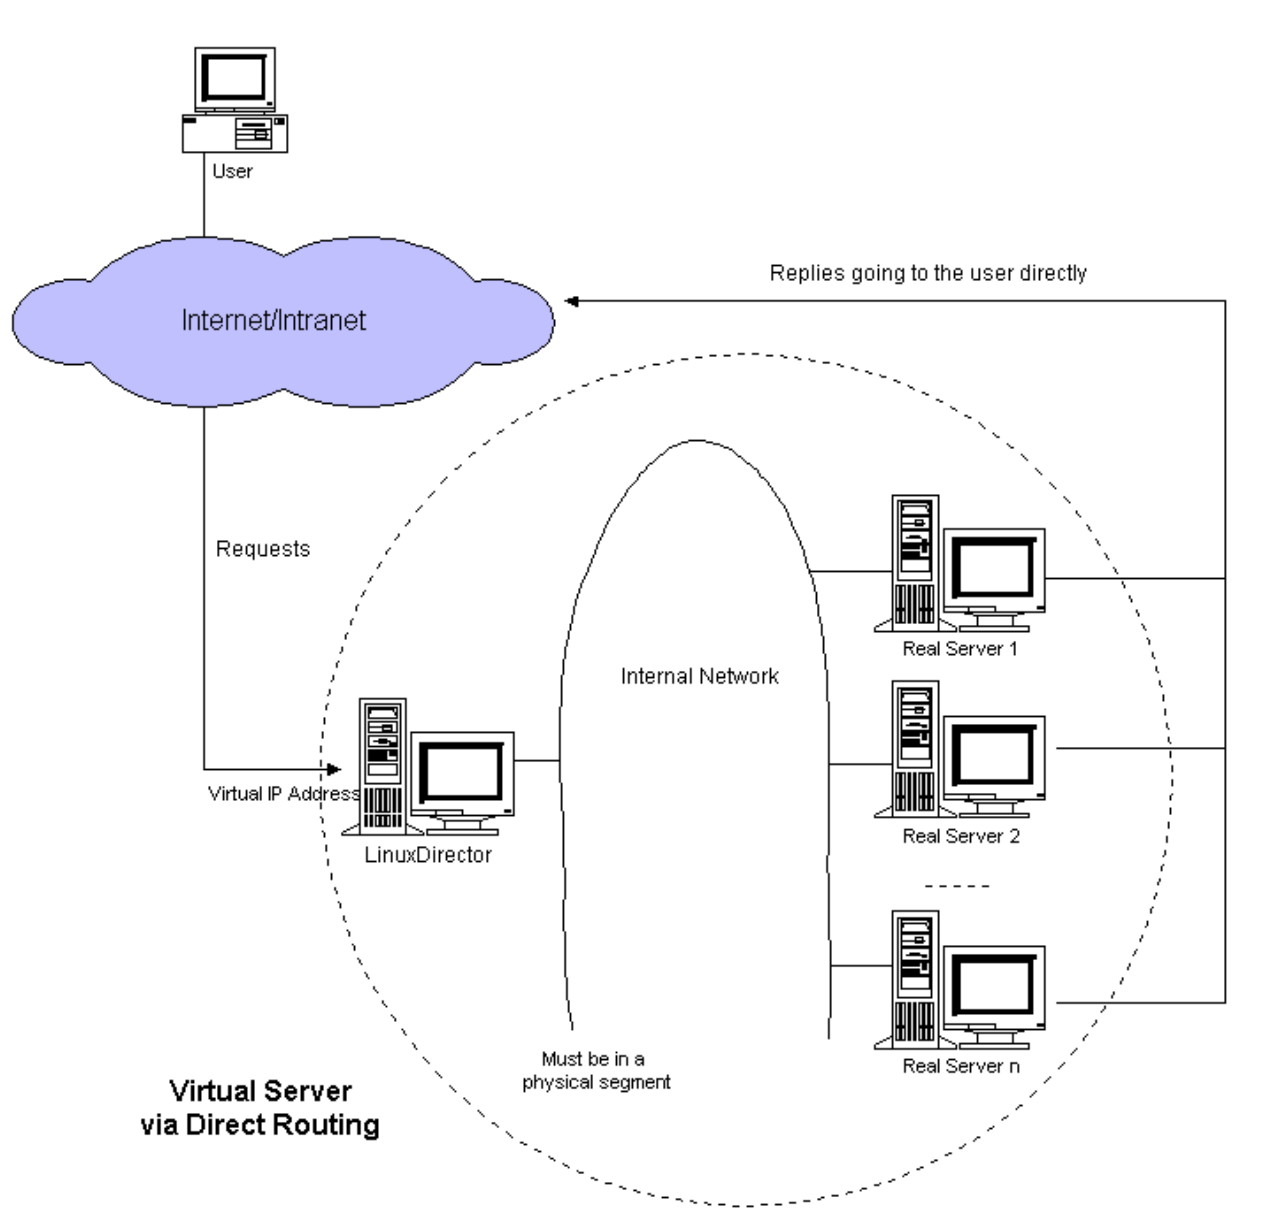 User
Internet/Intranet
Replies going to the user directly
Requests
Internal Network
Real Server 1
Virtual IP Address
LinuxDirector
Real Server 2
Real Server n
Must be in a
physical segment
Virtual Server
via Direct Routing